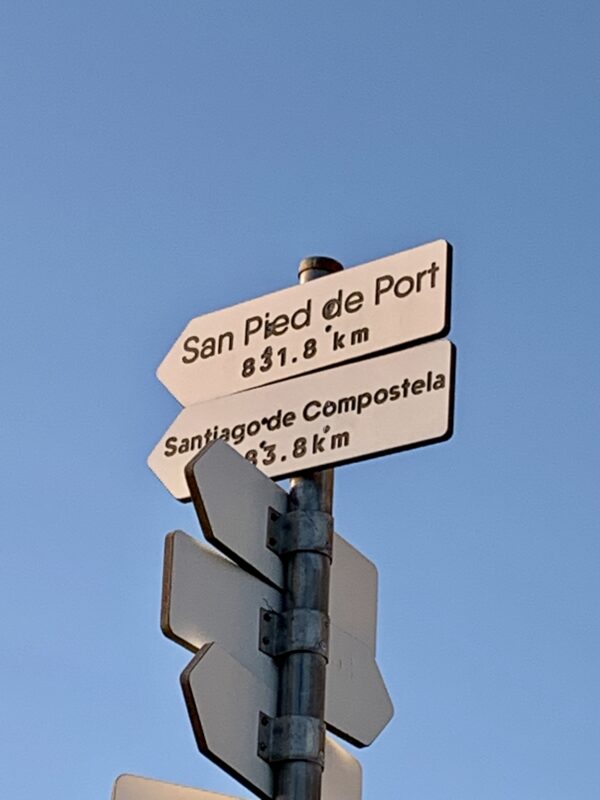 San Pied de Port
831.8 km
Santiago de Compostela
83.8 km